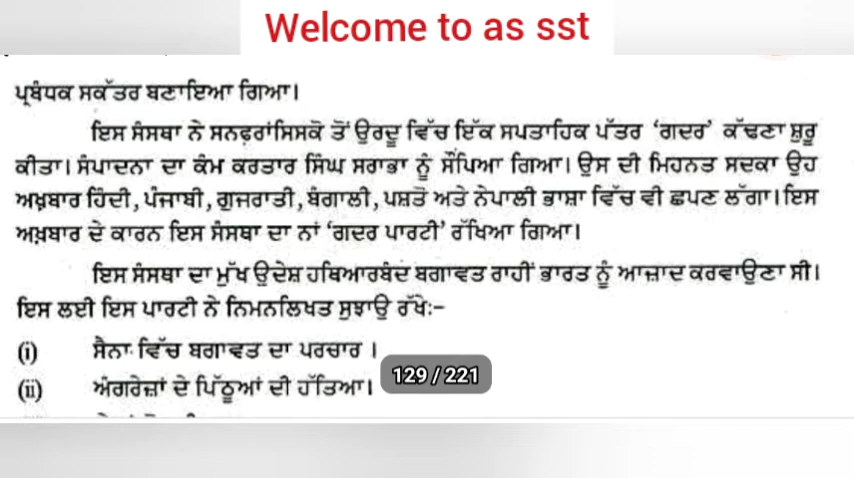 Welcome to as sst
ਪ੍ਰਬੰਧਕ ਸਕੱਤਰ ਬਣਾਇਆ ਗਿਆ।
ਇਸ ਸੰਸਥਾ ਨੇ ਸਨਫ੍ਰਾਂਸਿਸਕੋ ਤੋਂ ਉਰਦੂ ਵਿੱਚ ਇੱਕ ਸਪਤਾਹਿਕ ਪੱਤਰ ‘ਗਦਰ’ ਕੱਢਣਾ ਸ਼ੁਰੂ
ਕੀਤਾ। ਸੰਪਾਦਨਾ ਦਾ ਕੰਮ ਕਰਤਾਰ ਸਿੰਘ ਸਰਾਭਾ ਨੂੰ ਸੌਂਪਿਆ ਗਿਆ। ਉਸ ਦੀ ਮਿਹਨਤ ਸਦਕਾ ਉਹ
ਅਖ਼ਬਾਰ ਹਿੰਦੀ, ਪੰਜਾਬੀ, ਗੁਜਰਾਤੀ, ਬੰਗਾਲੀ, ਪਸ਼ਤੋ ਅਤੇ ਨੇਪਾਲੀ ਭਾਸ਼ਾ ਵਿੱਚ ਵੀ ਛਪਣ ਲੱਗਾ। ਇਸ
ਅਖ਼ਬਾਰ ਦੇ ਕਾਰਨ ਇਸ ਸੰਸਥਾ ਦਾ ਨਾਂ ‘ਗਦਰ ਪਾਰਟੀ’ ਰੱਖਿਆ ਗਿਆ।
ਇਸ ਸੰਸਥਾ ਦਾ ਮੁੱਖ ਉਦੇਸ਼ ਹਥਿਆਰਬੰਦ ਬਗਾਵਤ ਰਾਹੀਂ ਭਾਰਤ ਨੂੰ ਆਜ਼ਾਦ ਕਰਵਾਉਣਾ ਸੀ।
ਇਸ ਲਈ ਇਸ ਪਾਰਟੀ ਨੇ ਨਿਮਨਲਿਖਤ ਸੁਝਾਉ ਰੱਖੇ:-
(i) ਸੈਨਾ ਵਿੱਚ ਬਗਾਵਤ ਦਾ ਪਰਚਾਰ ।
(ii) ਅੰਗਰੇਜ਼ਾਂ ਦੇ ਪਿੱਠੂਆਂ ਦੀ ਹੱਤਿਆ।
129 / 221